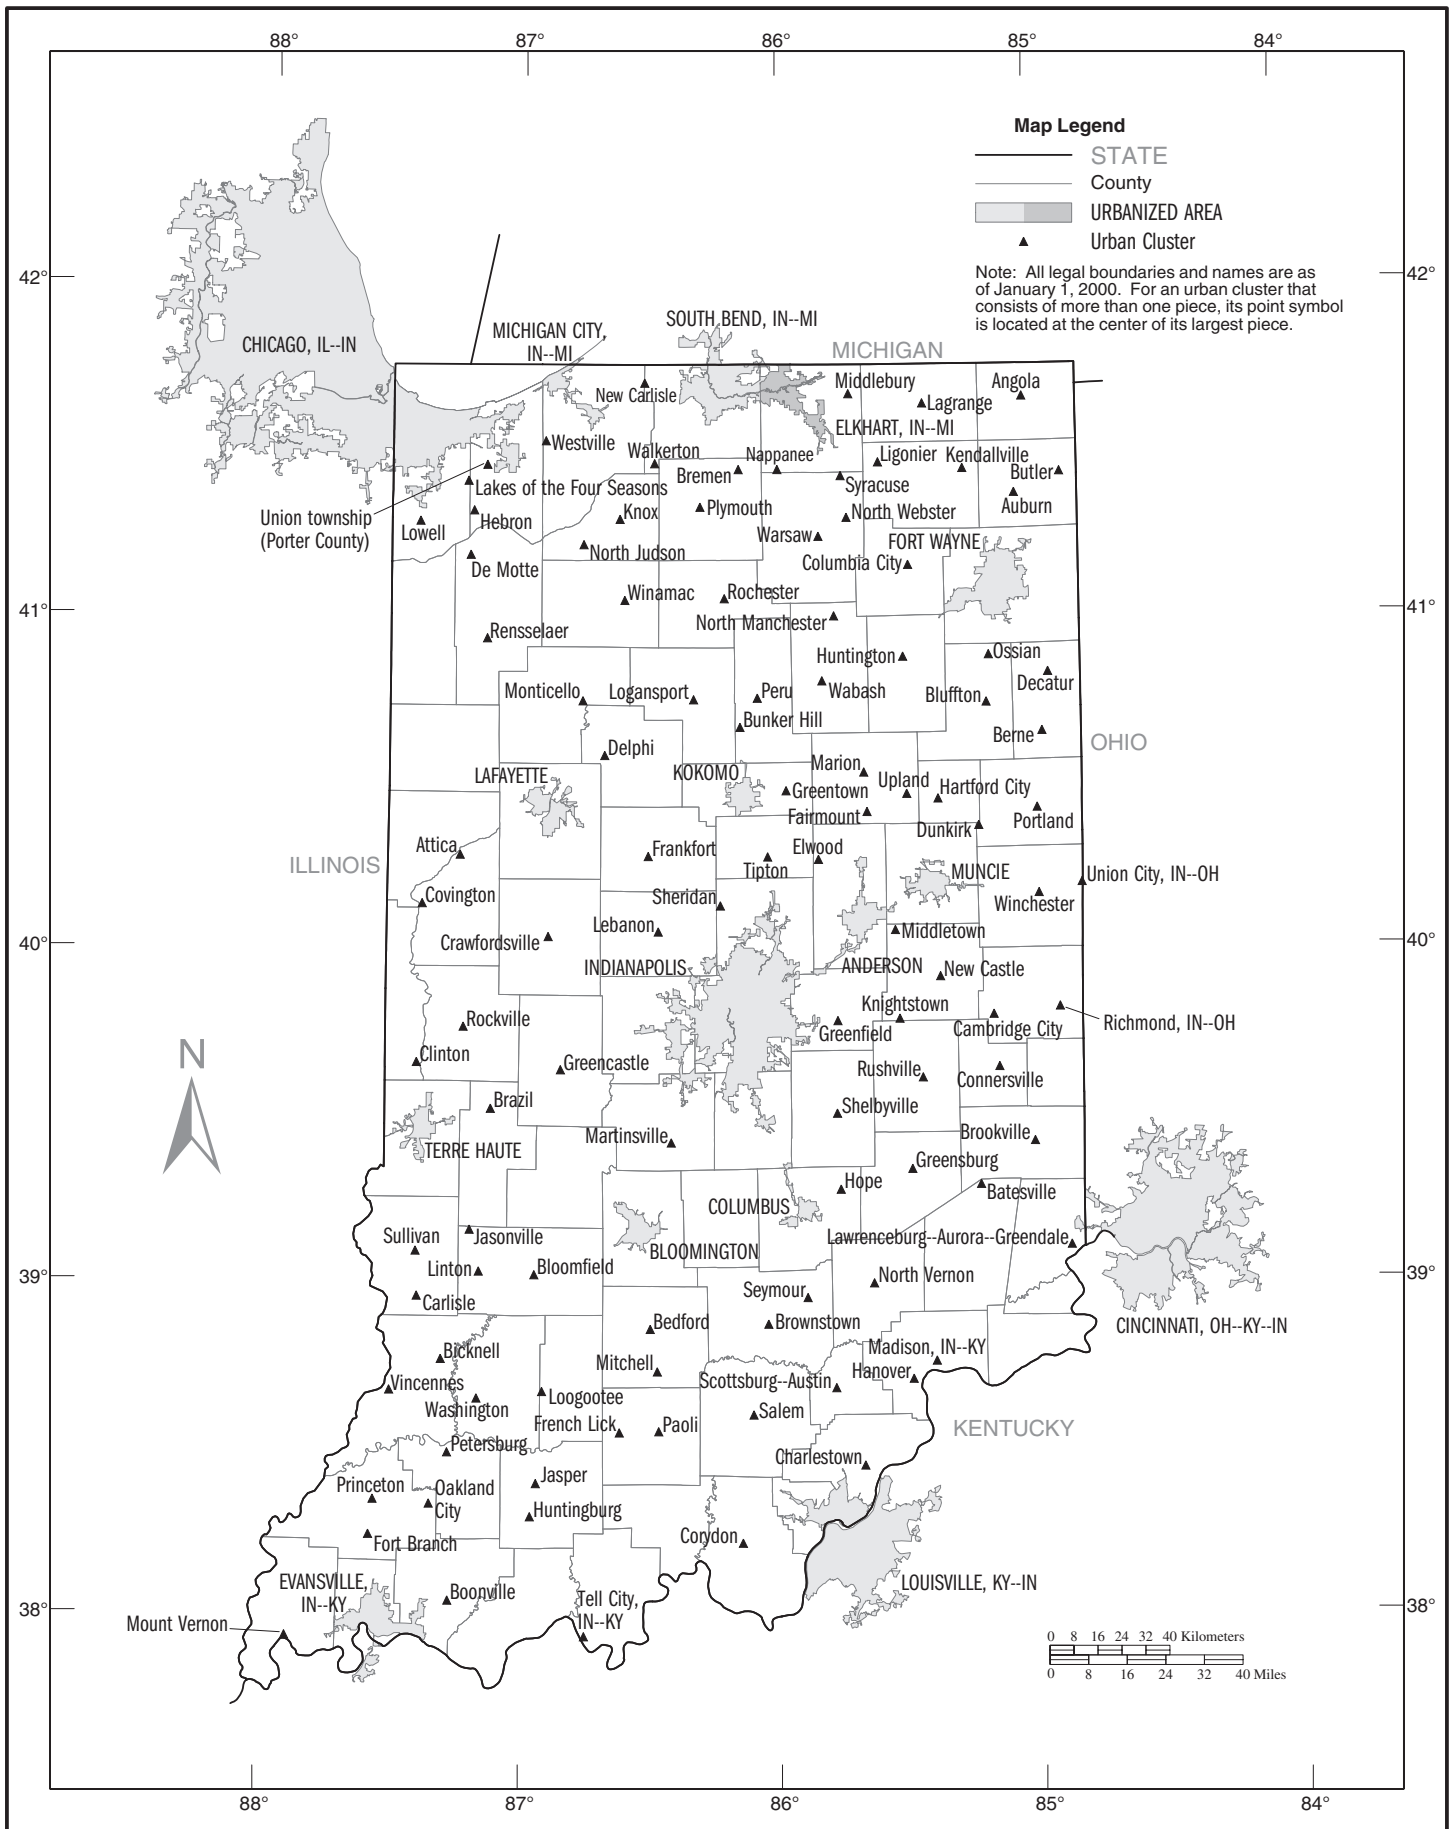 88°
87°
86°
85°
84°
Map Legend
STATE
County
URBANIZED AREA
Urban Cluster
Note: All legal boundaries and names are as
of January 1, 2000. For an urban cluster that
consists of more than one piece, its point symbol
is located at the center of its largest piece.
42°
42°
CHICAGO, IL--IN
MICHIGAN CITY,
IN--MI
SOUTH BEND, IN--MI
MICHIGAN
New Carlisle
Middlebury
Angola
Lagrange
ELKHART, IN--MI
Westville
Walkerton
Nappanee
Ligonier
Kendallville
Bremen
Butler
Syracuse
Lakes of the Four Seasons
Auburn
Union township
(Porter County)
Lowell
Hebron
Knox
Plymouth
North Webster
Warsaw
FORT WAYNE
North Judson
Columbia City
De Motte
Winamac
Rochester
41°
41°
North Manchester
Rensselaer
Huntington
Ossian
Decatur
Monticello
Logansport
Peru
Wabash
Bluffton
Bunker Hill
Berne
OHIO
Delphi
Marion
LAFAYETTE
KOKOMO
Upland
Hartford City
Greentown
Fairmount
Portland
Dunkirk
Attica
ILLINOIS
Frankfort
Elwood
Tipton
MUNCIE
Union City, IN--OH
Covington
Sheridan
Winchester
Lebanon
Middletown
Crawfordsville
40°
40°
INDIANAPOLIS
ANDERSON
New Castle
Knightstown
Rockville
Greenfield
Cambridge City
Richmond, IN--OH
N
Clinton
Greencastle
Rushville
Connersville
Brazil
Shelbyville
Martinsville
Brookville
TERRE HAUTE
Greensburg
Hope
Batesville
COLUMBUS
Sullivan
Jasonville
BLOOMINGTON
Lawrenceburg--Aurora--Greendale
Linton
Bloomfield
39°
39°
North Vernon
Carlisle
Seymour
Bedford
Brownstown
CINCINNATI, OH--KY--IN
Bicknell
Madison, IN--KY
Mitchell
Hanover
Vincennes
Scottsburg--Austin
Loogootee
Washington
Salem
French Lick
Paoli
KENTUCKY
Petersburg
Charlestown
Princeton
Oakland
City
Jasper
Huntingburg
Fort Branch
Corydon
EVANSVILLE,
IN--KY
Boonville
Tell City,
IN--KY
LOUISVILLE, KY--IN
38°
38°
Mount Vernon
0 8 16 24 32 40 Kilometers
0 8 16 24 32 40 Miles
88°
87°
86°
85°
84°